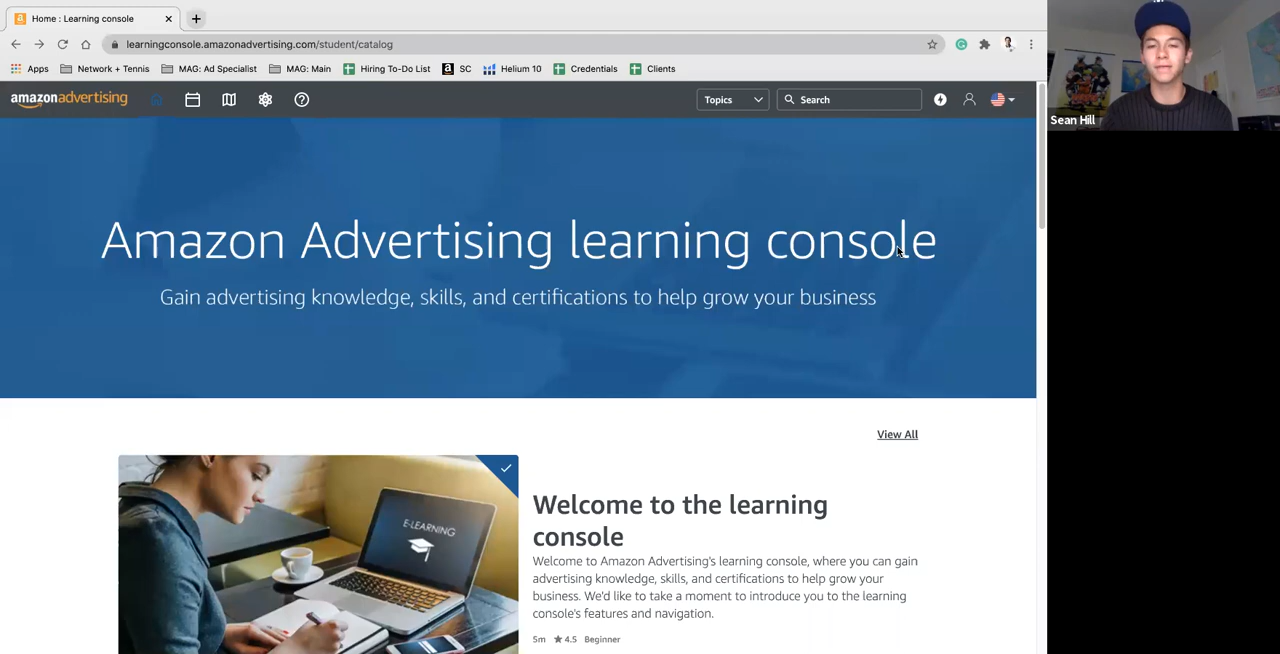 Home : Learning console
learningconsole.amazonadvertising.com/student/catalog
Apps Network + Tennis MAG: Ad Specialist MAG: Main Hiring To-Do List SC Helium 10 Credentials Clients
amazonadvertising Topics Search
Sean Hill
Amazon Advertising learning console
Gain advertising knowledge, skills, and certifications to help grow your business
View All
E-LEARNING
Welcome to the learning
console
Welcome to Amazon Advertising's learning console, where you can gain
advertising knowledge, skills, and certifications to help grow your
business. We'd like to take a moment to introduce you to the learning
console's features and navigation.
5m 4.5 Beginner